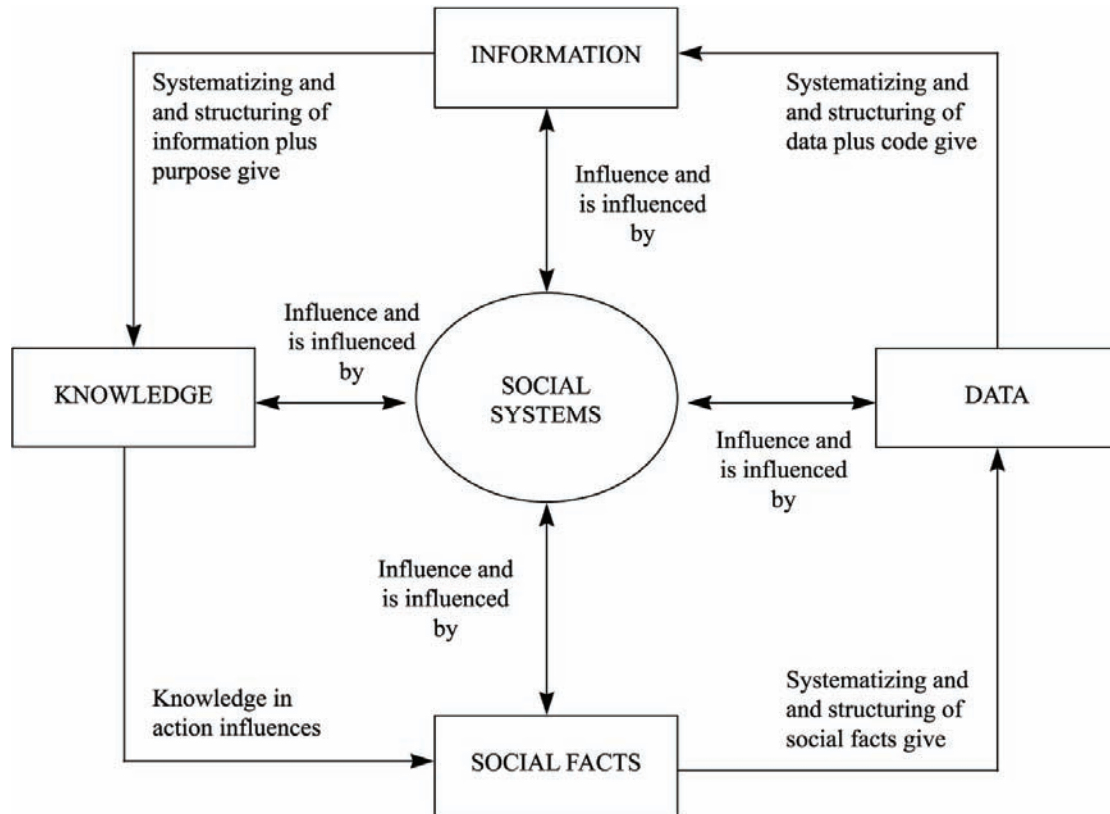 INFORMATION
Systematizing and
and structuring of
information plus
purpose give
Systematizing and
and structuring of
data plus code give
Influence and
is influenced
by
Influence and
is influenced
by
KNOWLEDGE
SOCIAL
SYSTEMS
DATA
Influence and
is influenced
by
Influence and
is influenced
by
Knowledge in
action influences
Systematizing and
and structuring of
social facts give
SOCIAL FACTS